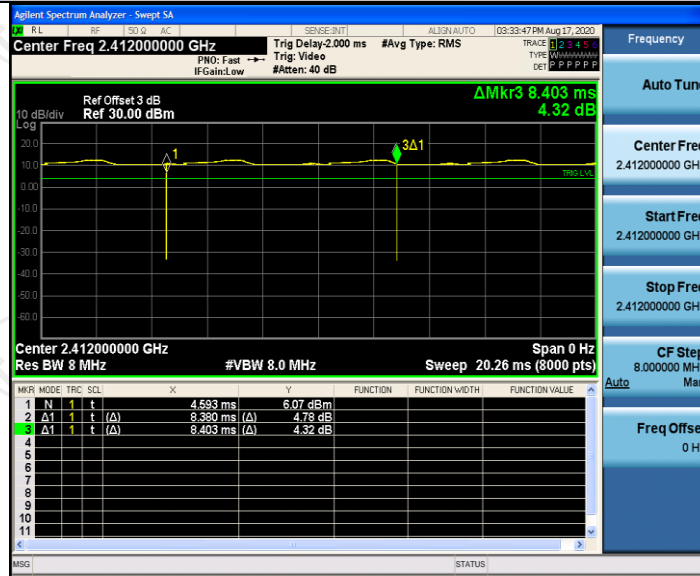 Agilent Spectrum Analyzer - Swept SA
RL RF 50 Ω AC SENSE:INT ALIGN AUTO 03:33:47 PM Aug 17, 2020
Center Freq 2.412000000 GHz
PNO: Fast
IFGain:Low
Trig Delay-2.000 ms
Trig: Video
#Atten: 40 dB
#Avg Type: RMS
TRACE 1 2 3 4 5 6
TYPE WWWWWW
DET P P P P P P
Ref Offset 3 dB
10 dB/div Ref 30.00 dBm
Log
ΔMkr3 8.403 ms
4.32 dB
20.0
10.0
0.00
-10.0
-20.0
-30.0
-40.0
-50.0
-60.0
1
3Δ1
TRIG LVL
Center 2.412000000 GHz Span 0 Hz
Res BW 8 MHz #VBW 8.0 MHz Sweep 20.26 ms (8000 pts)
MKR MODE TRC SCL X Y FUNCTION FUNCTION WIDTH FUNCTION VALUE
1 N 1 t 4.593 ms 6.07 dBm
2 Δ1 1 t (Δ) 8.380 ms (Δ) 4.78 dB
3 Δ1 1 t (Δ) 8.403 ms (Δ) 4.32 dB
4
5
6
7
8
9
10
11
MSG STATUS
Frequency
Auto Tun
Center Fre
2.412000000 GH
Start Fre
2.412000000 GH
Stop Fre
2.412000000 GH
CF Step
8.000000 MH
Auto Ma
Freq Offse
0 H